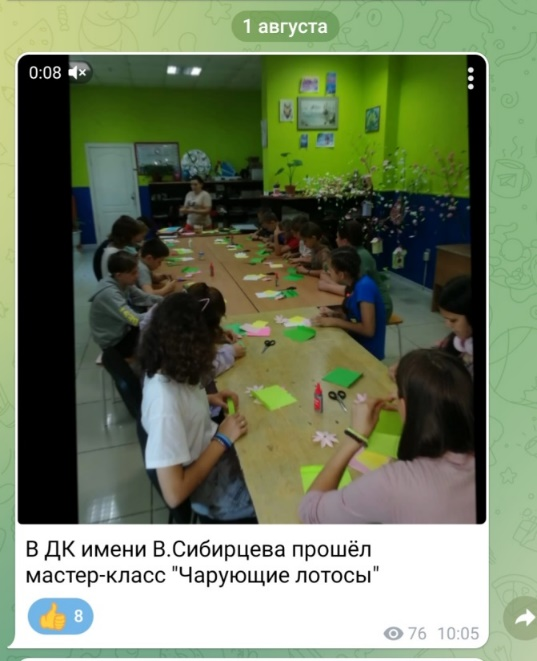 1 августа
0:08
В ДК имени В.Сибирцева прошёл
мастер-класс "Чарующие лотосы"
8
76 10:05